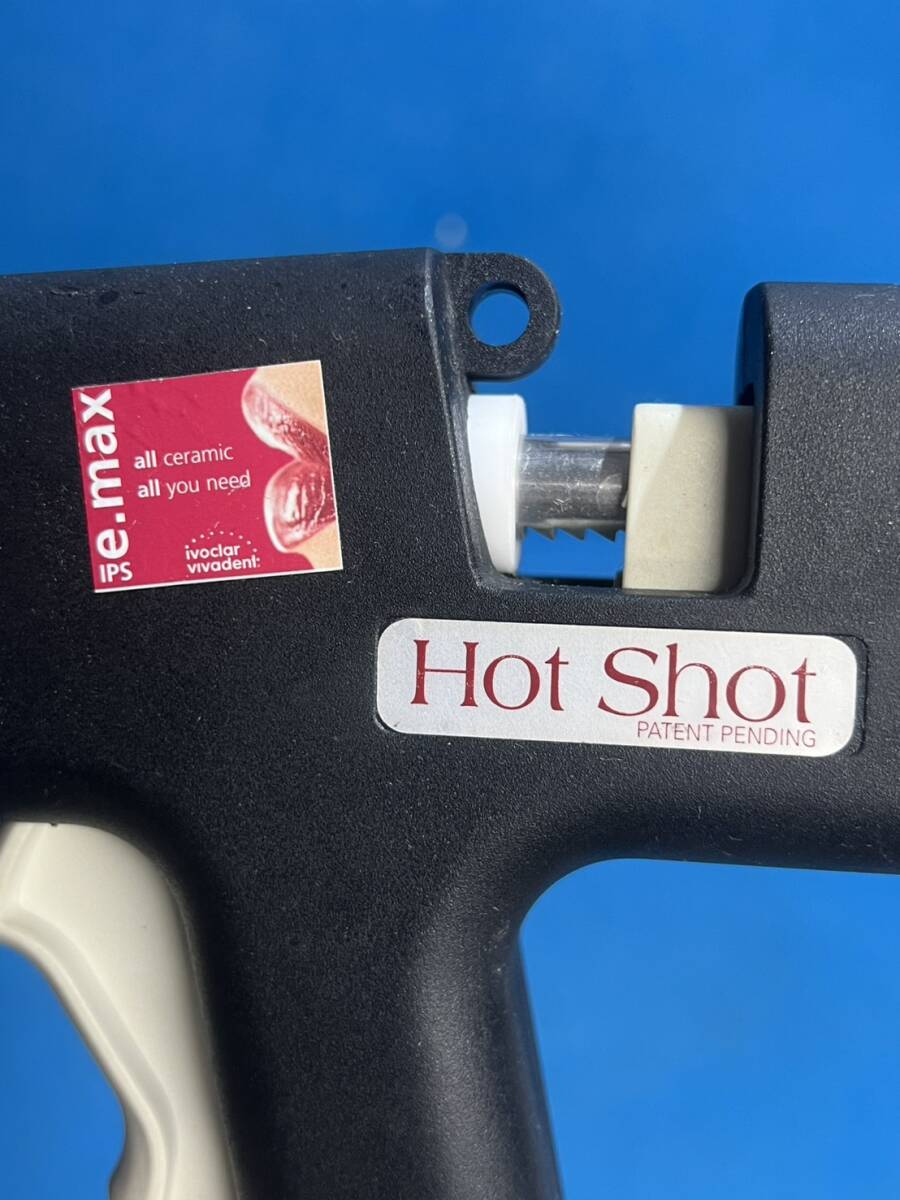 IPS e.max
all ceramic
all you need
ivoclar
vivadent:
Hot Shot
PATENT PENDING